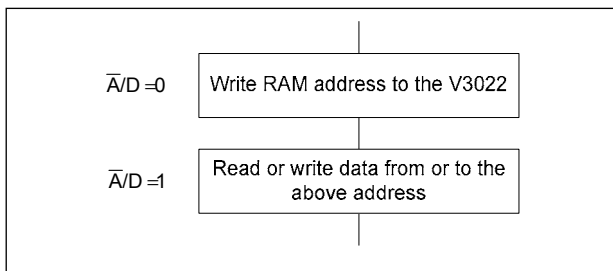 A̅/D =0
Write RAM address to the V3022
A̅/D =1
Read or write data from or to the
above address